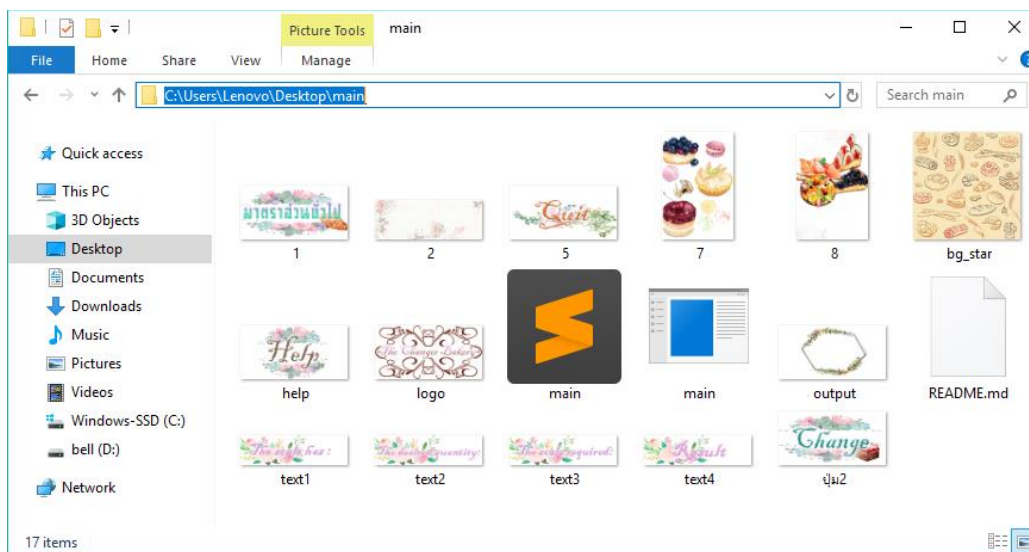 Picture Tools main
File Home Share View Manage
C:\Users\Lenovo\Desktop\main Search main
Quick access
This PC
3D Objects
Desktop
Documents
Downloads
Music
Pictures
Videos
Windows-SSD (C:)
bell (D:)
Network
มาตราส่วนทั่วไป
Quit
1 2 5 7 8 bg_star
Help
The Changer Bakery
help logo main main output README.md
The scale has :
The desired quantity:
The scale required:
Result
Change
text1 text2 text3 text4 ปุ่ม2
17 items